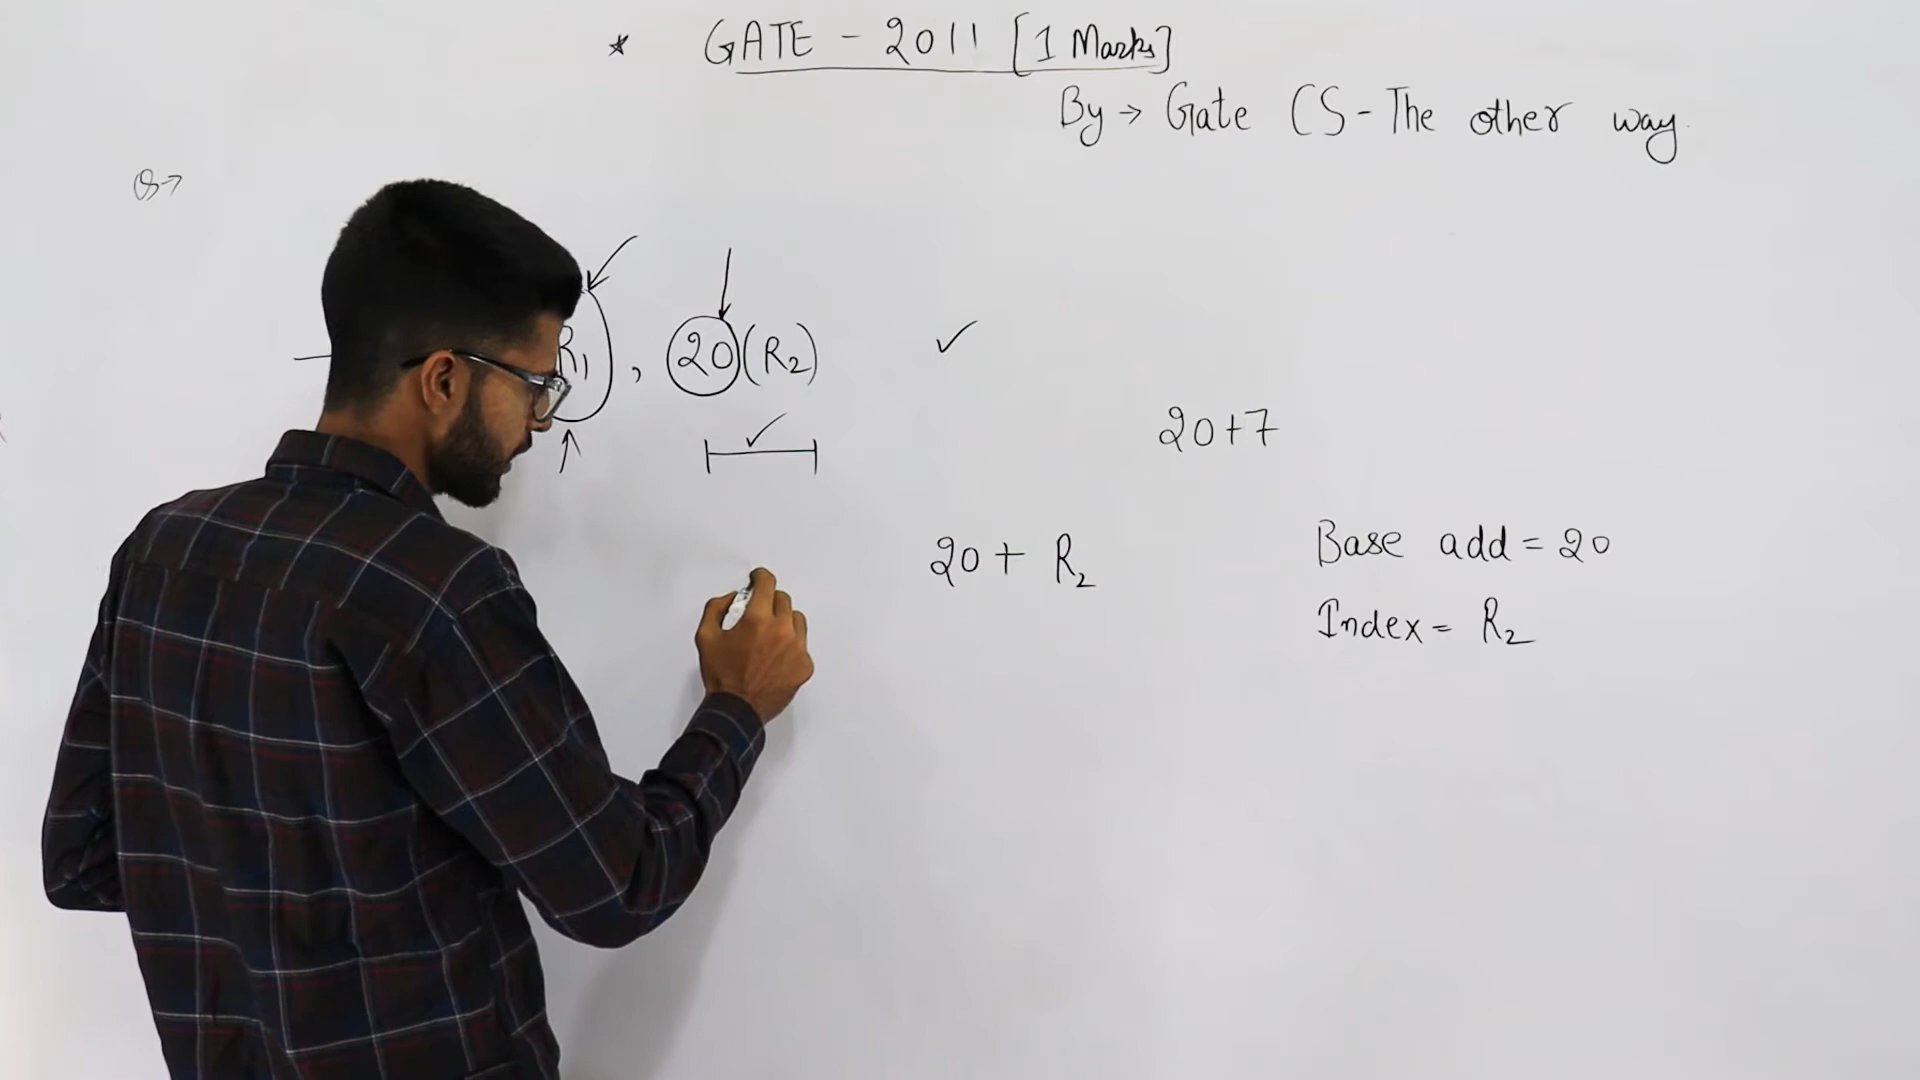 * GATE - 2011 [1 Marks]
By → Gate CS - The other way.
Q→
R1, 20(R2) ✓
✓
20+7
20 + R2
Base add = 20
Index = R2